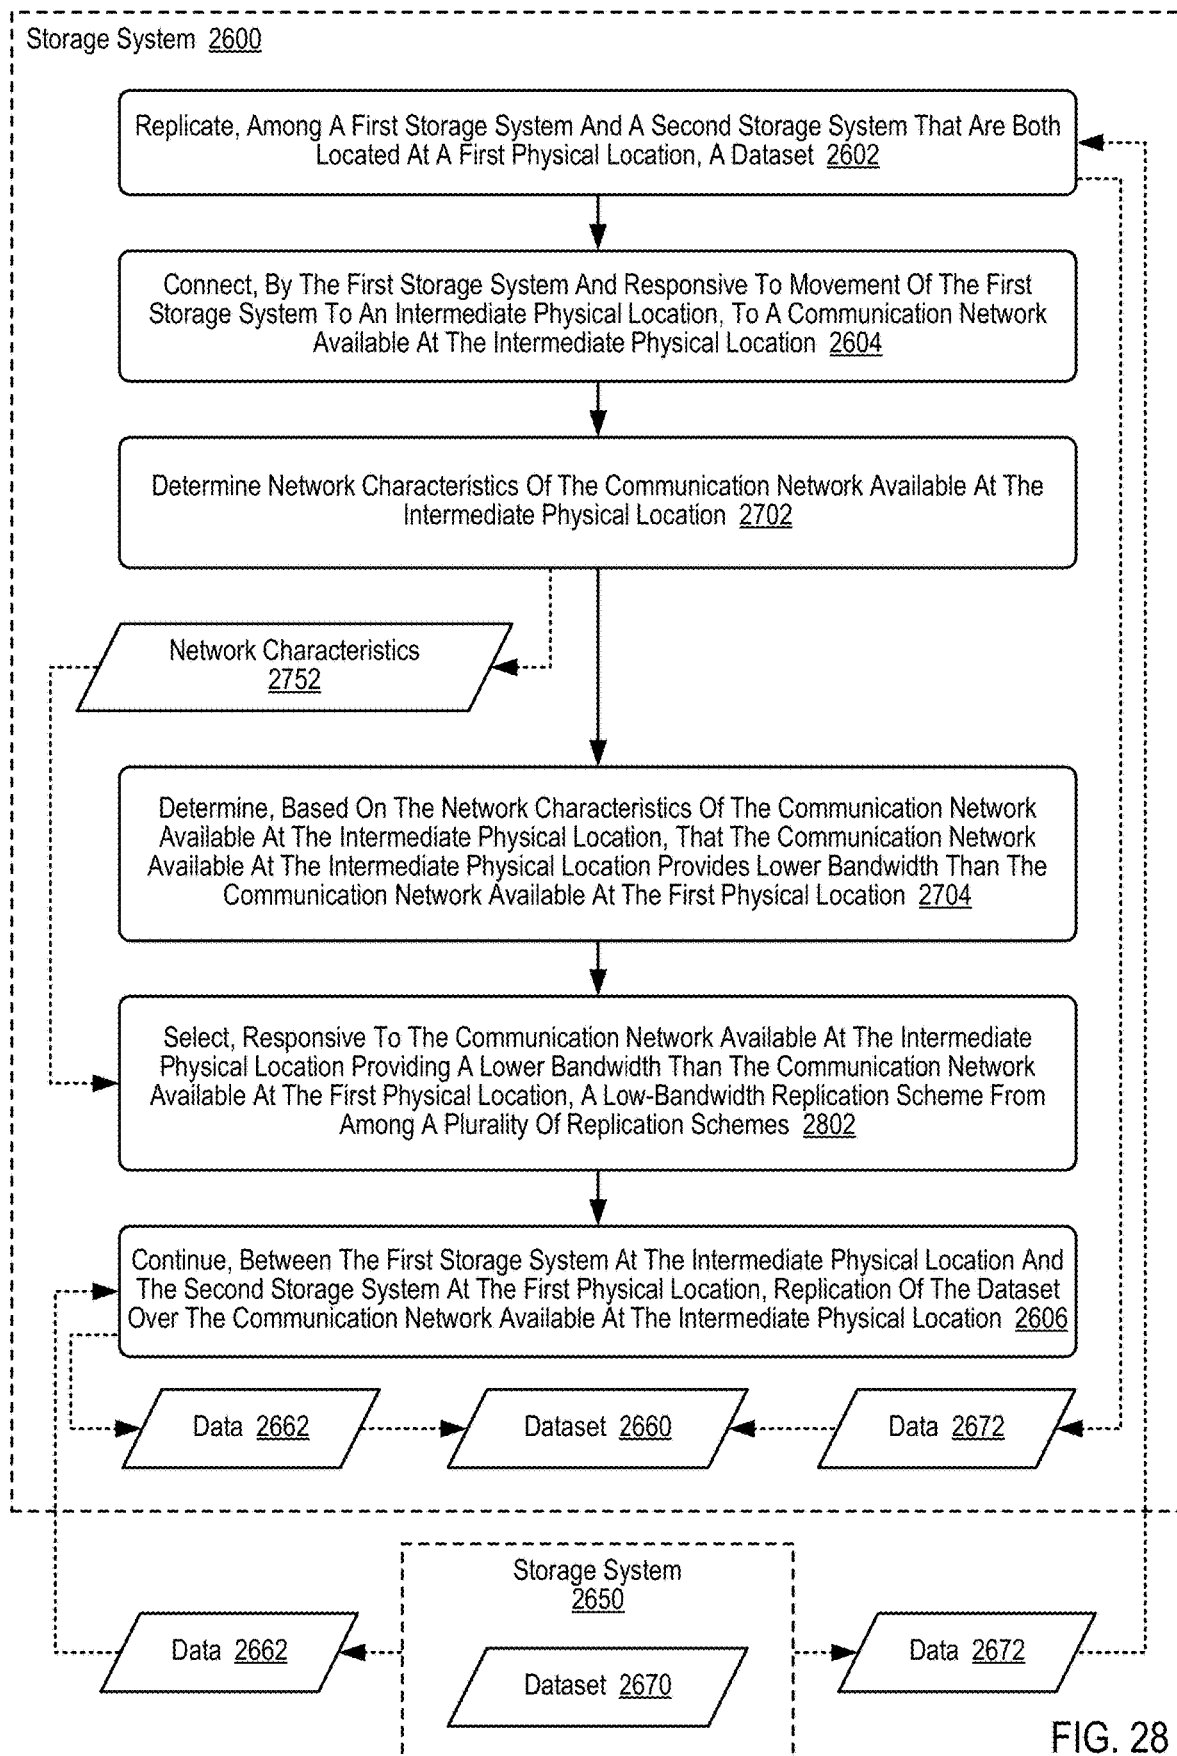 Storage System 2600
Replicate, Among A First Storage System And A Second Storage System That Are Both
Located At A First Physical Location, A Dataset 2602
Connect, By The First Storage System And Responsive To Movement Of The First
Storage System To An Intermediate Physical Location, To A Communication Network
Available At The Intermediate Physical Location 2604
Determine Network Characteristics Of The Communication Network Available At The
Intermediate Physical Location 2702
Network Characteristics
2752
Determine, Based On The Network Characteristics Of The Communication Network
Available At The Intermediate Physical Location, That The Communication Network
Available At The Intermediate Physical Location Provides Lower Bandwidth Than The
Communication Network Available At The First Physical Location 2704
Select, Responsive To The Communication Network Available At The Intermediate
Physical Location Providing A Lower Bandwidth Than The Communication Network
Available At The First Physical Location, A Low-Bandwidth Replication Scheme From
Among A Plurality Of Replication Schemes 2802
Continue, Between The First Storage System At The Intermediate Physical Location And
The Second Storage System At The First Physical Location, Replication Of The Dataset
Over The Communication Network Available At The Intermediate Physical Location 2606
Data 2662
Dataset 2660
Data 2672
Storage System
2650
Data 2662
Dataset 2670
Data 2672
FIG. 28